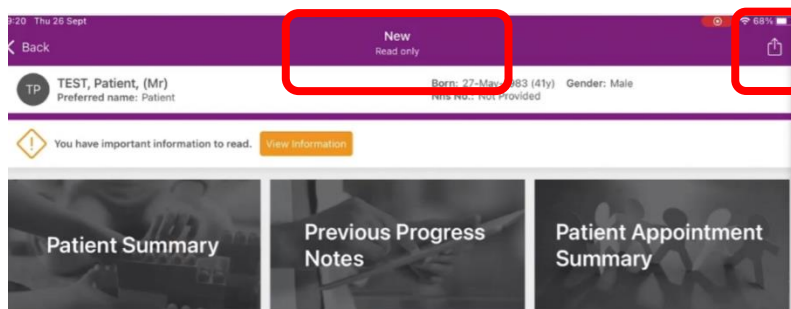 9:20 Thu 26 Sept
68%
Back
New
Read only
TP
TEST, Patient, (Mr)
Preferred name: Patient
Born: 27-May-1983 (41y) Gender: Male
NHS No.: Not Provided
You have important information to read.
View Information
Patient Summary
Previous Progress
Notes
Patient Appointment
Summary